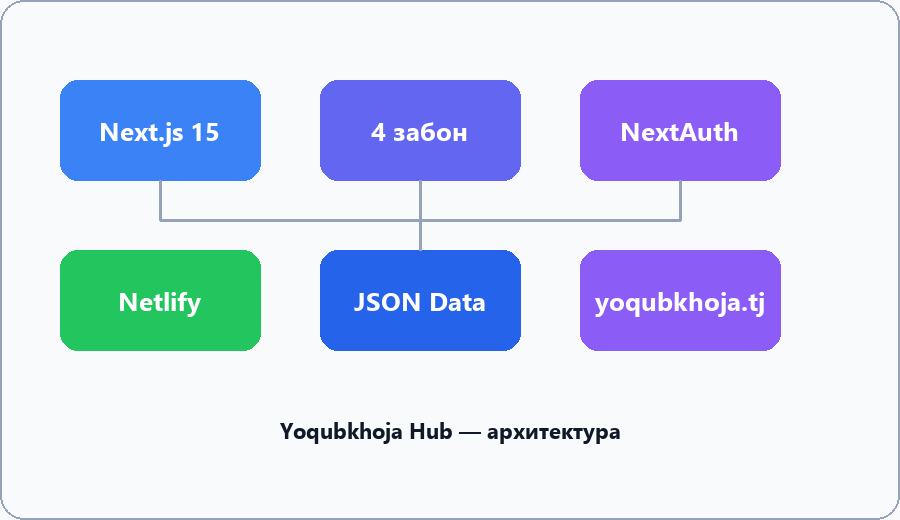 Next.js 15
4 забон
NextAuth
Netlify
JSON Data
yoqubkhoja.tj
Yoqubkhoja Hub — архитектура